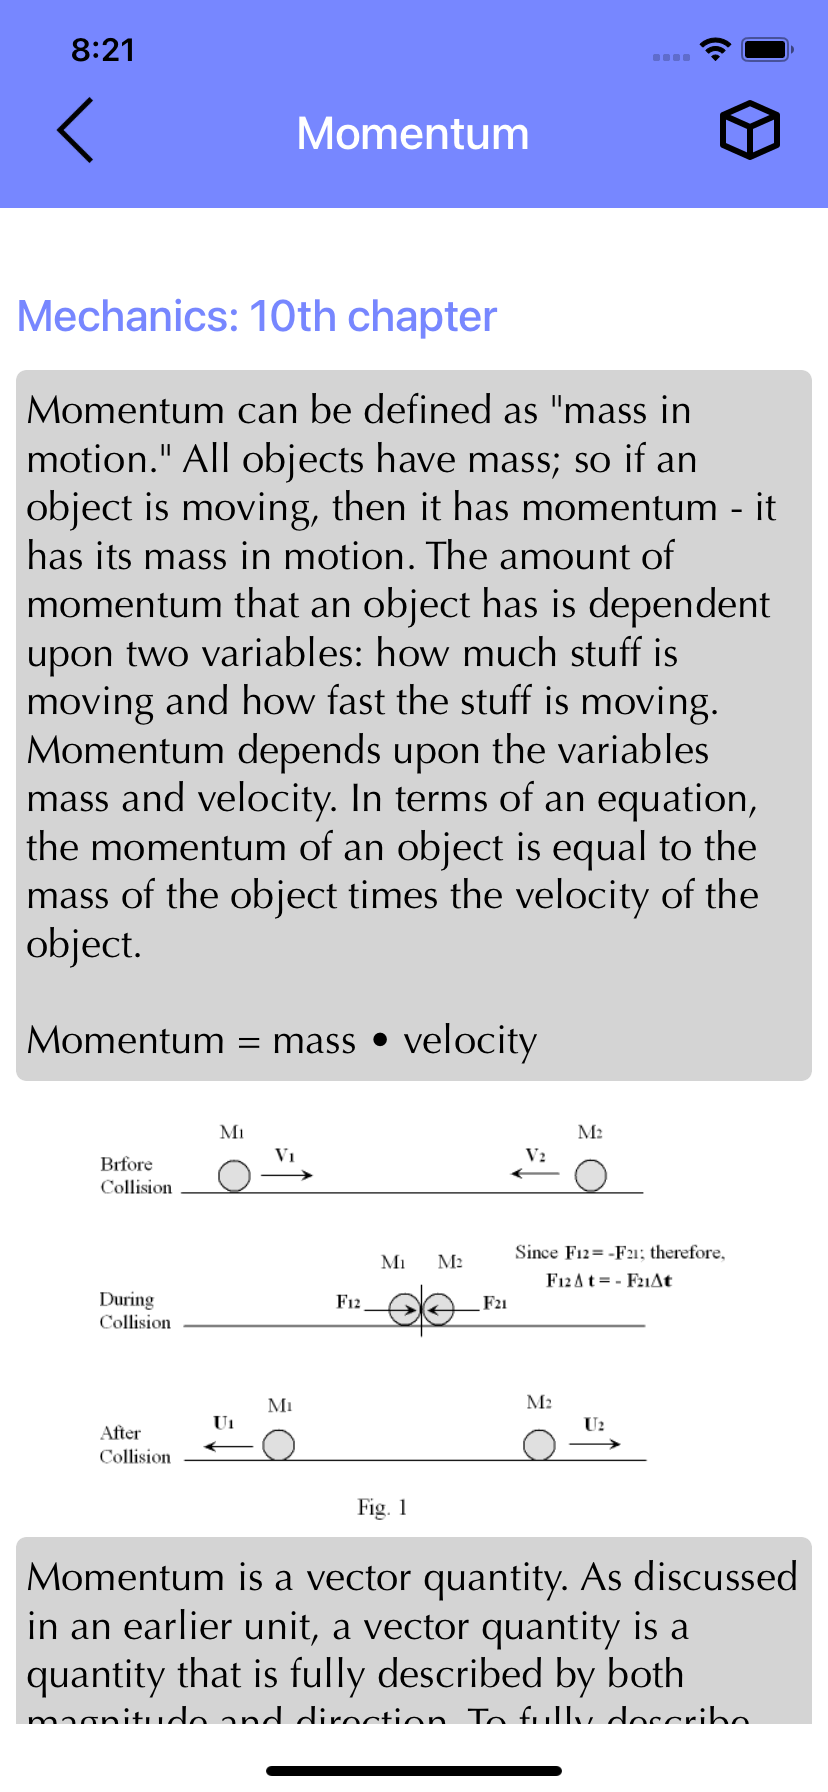 8:21
Momentum
Mechanics: 10th chapter
Momentum can be defined as "mass in
motion." All objects have mass; so if an
object is moving, then it has momentum - it
has its mass in motion. The amount of
momentum that an object has is dependent
upon two variables: how much stuff is
moving and how fast the stuff is moving.
Momentum depends upon the variables
mass and velocity. In terms of an equation,
the momentum of an object is equal to the
mass of the object times the velocity of the
object.
Momentum = mass • velocity
M1 M2
V1 V2
Brfore
Collision
Since F12= -F21; therefore,
M1 M2
F12 Δ t = - F21Δt
During
Collision
F12 F21
M1 M2
U1 U2
After
Collision
Fig. 1
Momentum is a vector quantity. As discussed
in an earlier unit, a vector quantity is a
quantity that is fully described by both
magnitude and direction. To fully describe